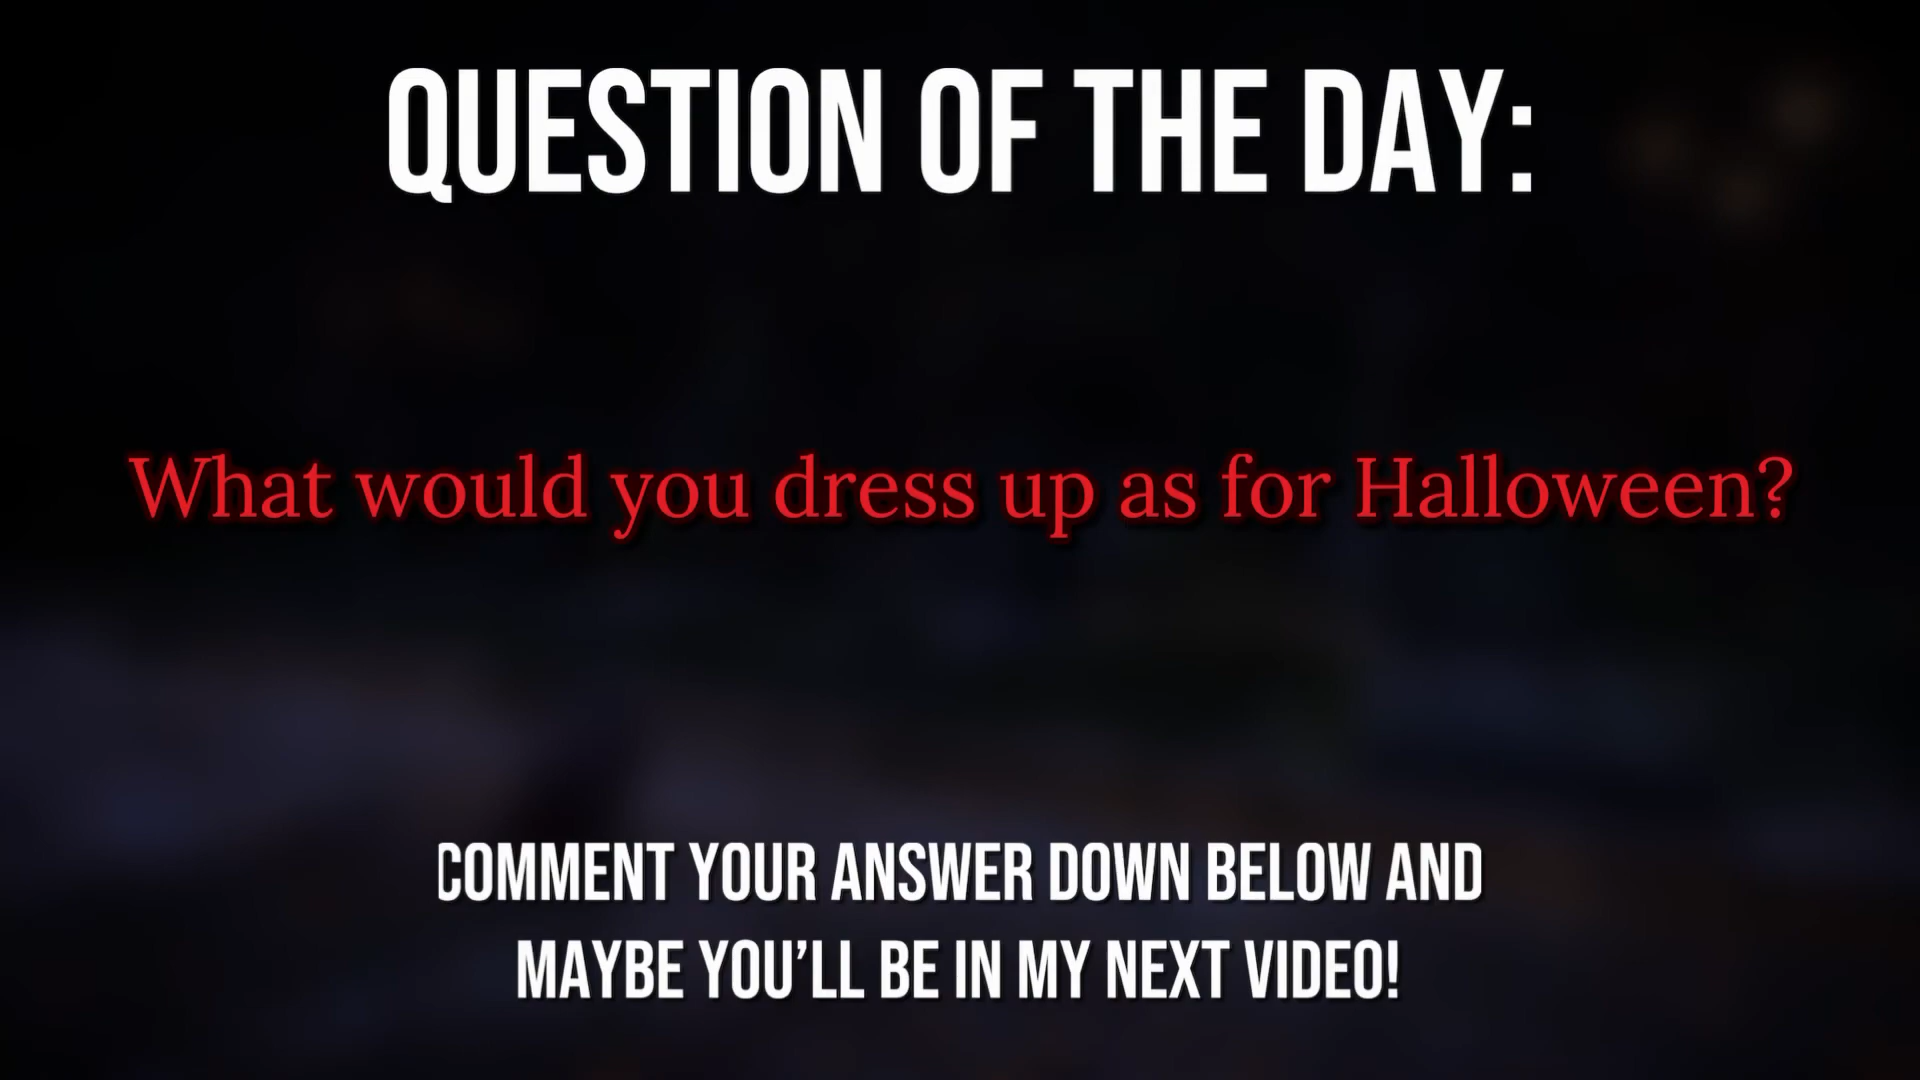 QUESTION OF THE DAY:
What would you dress up as for Halloween?
COMMENT YOUR ANSWER DOWN BELOW AND
MAYBE YOU’LL BE IN MY NEXT VIDEO!